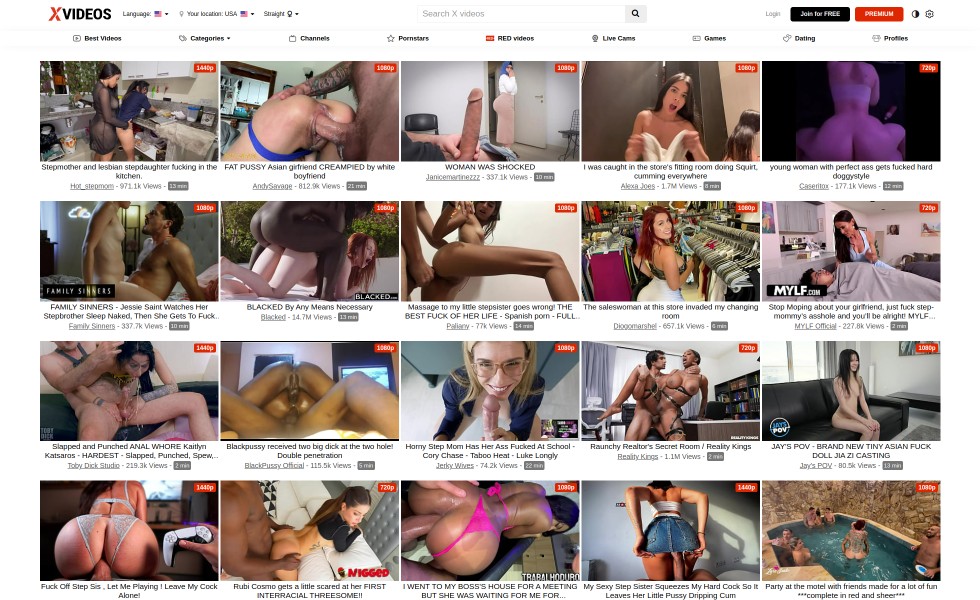 XVIDEOS
Language:
Your location: USA
Straight
Search X videos
Login
Join for FREE
PREMIUM
Best Videos
Categories
Channels
Pornstars
RED videos
Live Cams
Games
Dating
Profiles
1440p
1080p
1080p
1080p
720p
Stepmother and lesbian stepdaughter fucking in the
kitchen.
Hot_stepmom - 971.1k Views - 13 min
FAT PUSSY Asian girlfriend CREAMPIED by white
boyfriend
AndySavage - 812.9k Views - 21 min
WOMAN WAS SHOCKED
Janicemartinezzz - 337.1k Views - 10 min
I was caught in the store's fitting room doing Squirt,
cumming everywhere
Alexa Joes - 1.7M Views - 8 min
young woman with perfect ass gets fucked hard
doggystyle
Caseritox - 177.1k Views - 12 min
1080p
1080p
1080p
1080p
720p
FAMILY SINNERS
BLACKED.COM
MYLF.COM
FAMILY SINNERS - Jessie Saint Watches Her
Stepbrother Sleep Naked, Then She Gets To Fuck..
Family Sinners - 337.7k Views - 10 min
BLACKED By Any Means Necessary
Blacked - 14.7M Views - 13 min
Massage to my little stepsister goes wrong! THE
BEST FUCK OF HER LIFE - Spanish porn - FULL..
Paliany - 77k Views - 14 min
The saleswoman at this store invaded my changing
room
Diogomarshel - 657.1k Views - 6 min
Stop Moping about your girlfriend, just fuck step-
mommy's asshole and you'll be alright! MYLF...
MYLF Official - 227.8k Views - 2 min
1440p
1080p
1080p
720p
1080p
TOBY
DICK
REALITY KINGS
JAY'S
POV
Slapped and Punched ANAL WHORE Kaitlyn
Katsaros - HARDEST - Slapped, Punched, Spew,..
Toby Dick Studio - 219.3k Views - 2 min
Blackpussy received two big dick at the two hole!
Double penetration
BlackPussy Official - 115.5k Views - 5 min
Horny Step Mom Has Her Ass Fucked At School -
Cory Chase - Taboo Heat - Luke Longly
Jerky Wives - 74.2k Views - 22 min
Raunchy Realtor's Secret Room / Reality Kings
Reality Kings - 1.1M Views - 2 min
JAY'S POV - BRAND NEW TINY ASIAN FUCK
DOLL JIA ZI CASTING
Jay's POV - 80.5k Views - 13 min
1440p
720p
1080p
1440p
1080p
TRABALHODURO
Fuck Off Step Sis , Let Me Playing ! Leave My Cock
Alone!
Rubi Cosmo gets a little scared at her FIRST
INTERRACIAL THREESOME!!
I WENT TO MY BOSS'S HOUSE FOR A MEETING
BUT SHE WAS WAITING FOR ME FOR...
My Sexy Step Sister Squeezes My Hard Cock So It
Leaves Her Little Pussy Dripping Cum
Party at the motel with friends made for a lot of fun
***complete in red and sheer***